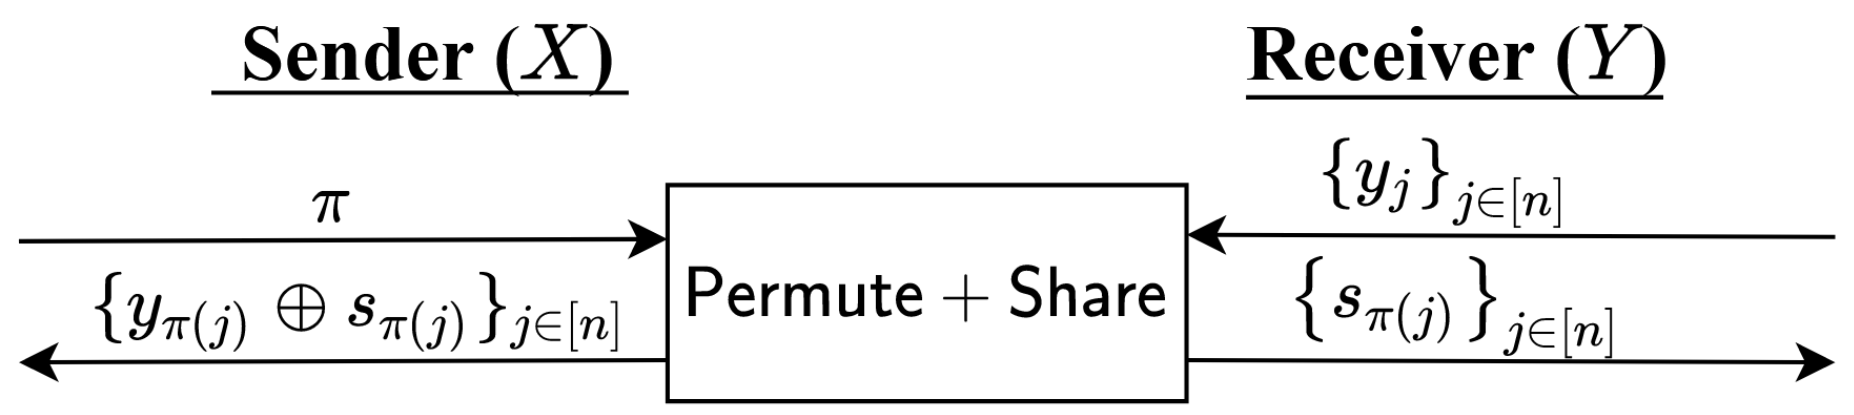 Sender (X)
Receiver (Y)
π
{y_j}_{j∈[n]}
Permute + Share
{y_{π(j)} ⊕ s_{π(j)}}_{j∈[n]}
{s_{π(j)}}_{j∈[n]}